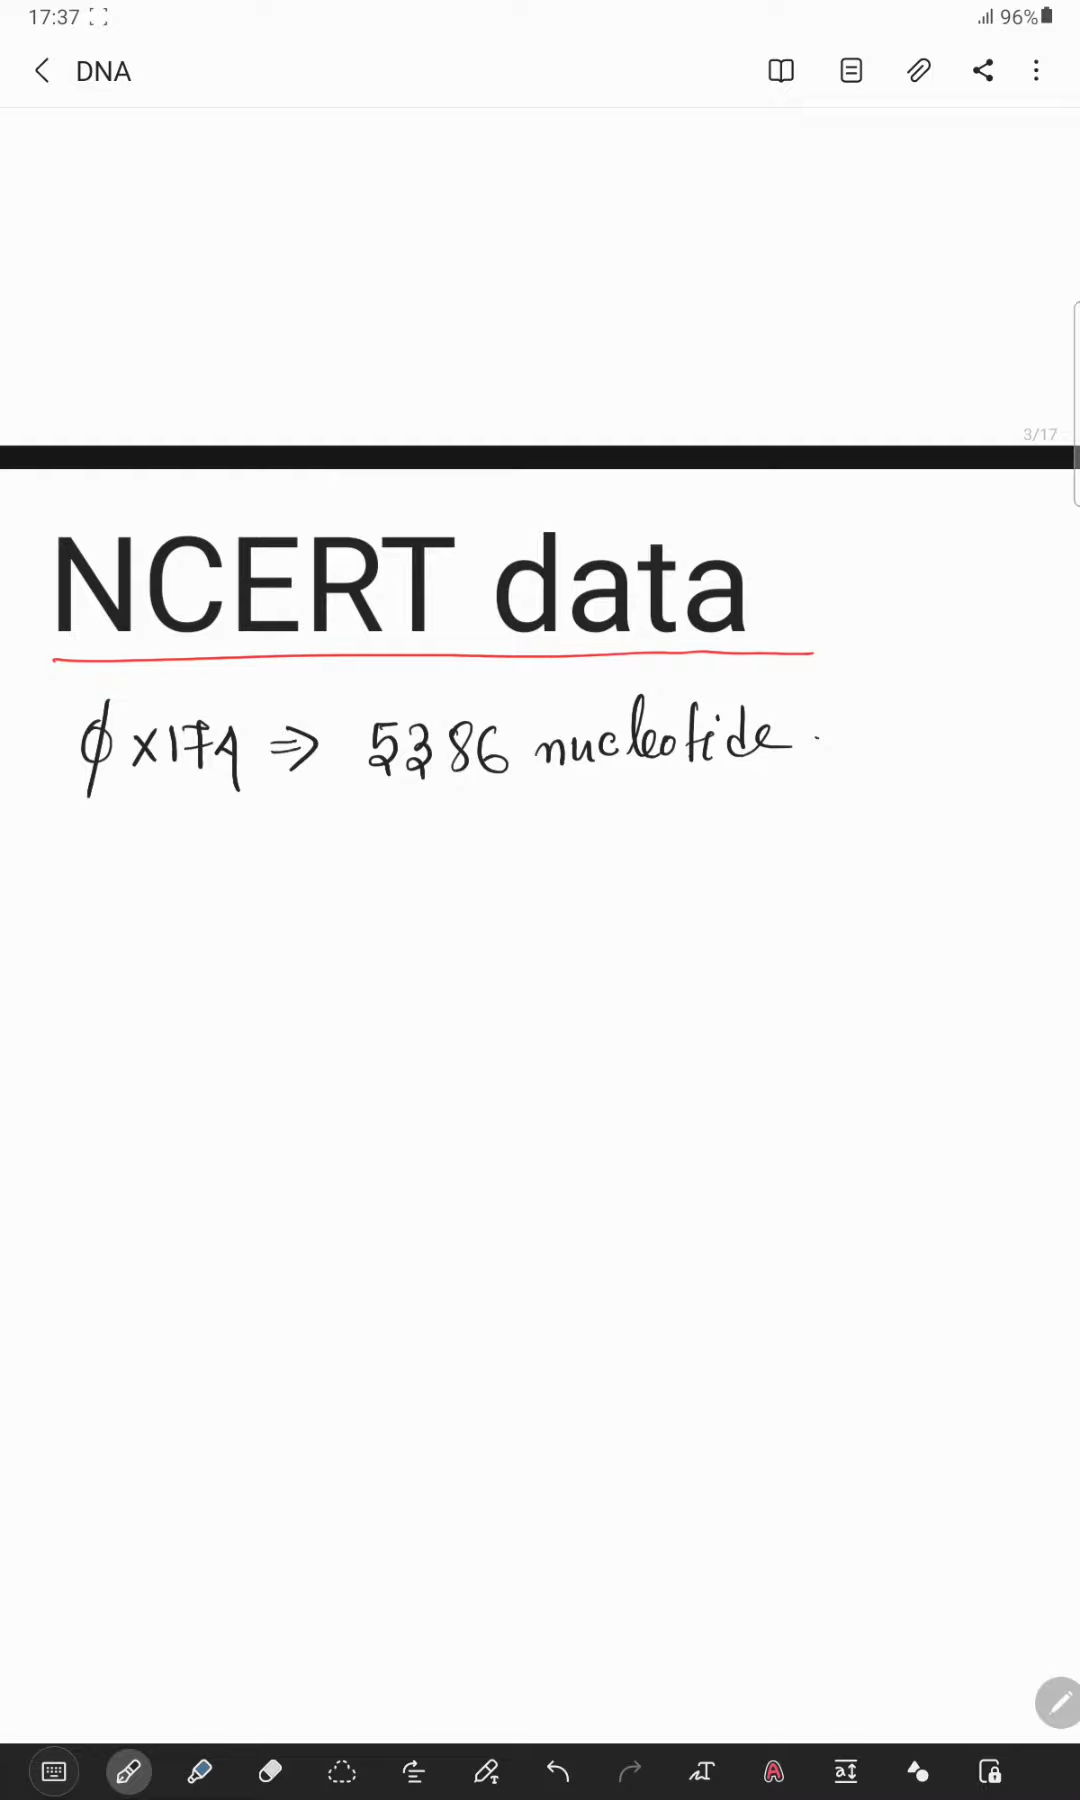 17:37 96%
DNA
3/17
NCERT data
ϕ x174 ⇒ 5386 nucleotide.